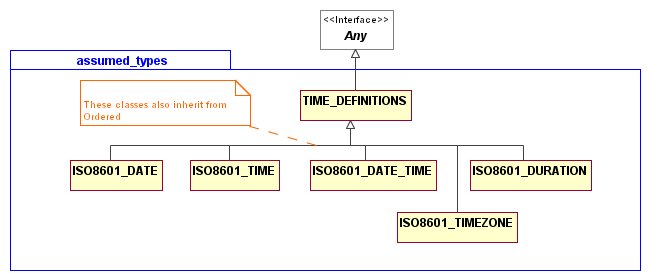 <<Interface>>
Any
assumed_types
These classes also inherit from
Ordered
TIME_DEFINITIONS
ISO8601_DATE
ISO8601_TIME
ISO8601_DATE_TIME
ISO8601_DURATION
ISO8601_TIMEZONE